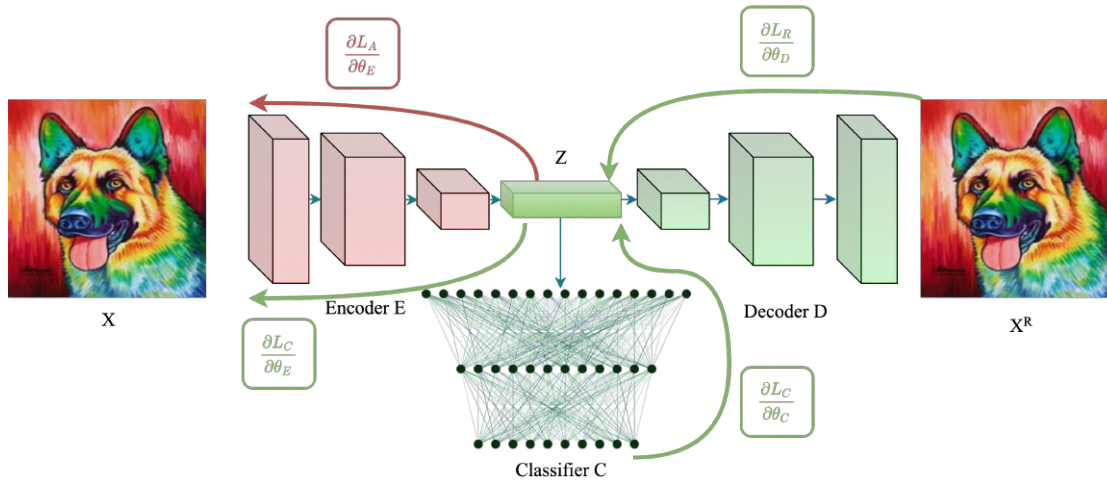 ∂L_A
∂θ_E
∂L_R
∂θ_D
Z
Encoder E
Decoder D
X
X^R
∂L_C
∂θ_E
∂L_C
∂θ_C
Classifier C